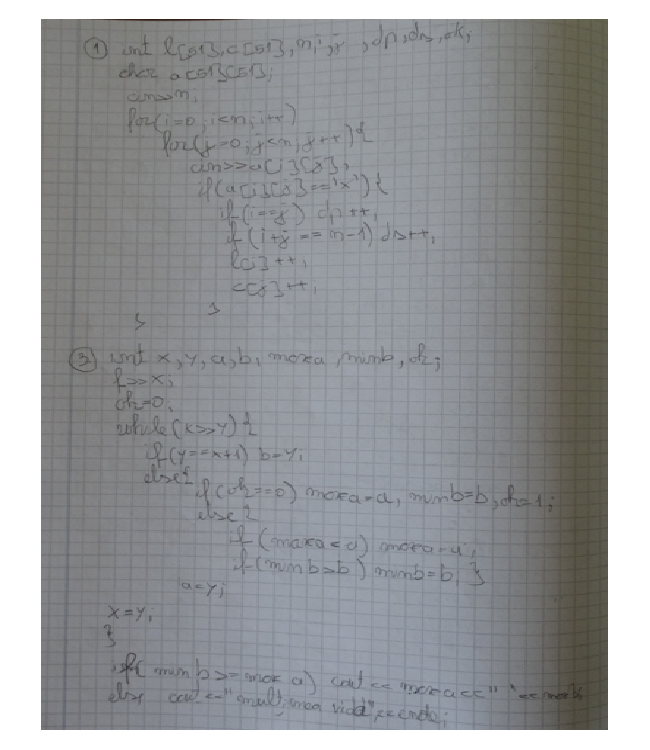 ① int l[51], c[51], n, i, j, dp, ds, ok;
char a[51][51];
cin>>n;
for(i=0; i<n; i++)
for(j=0; j<n; j++){
cin>>a[i][j];
if(a[i][j]=='x'){
if(i==j) dp++;
if(i+j==n-1) ds++;
l[i]++;
c[j]++;
}
}
③ int x, y, a, b, maxa, minb, ok;
f>>x;
ok=0;
while(x>>y){
if(y==x+1) b=y;
else{
if(ok==0) maxa=a, minb=b, ok=1;
else{
if(maxa<a) maxa=a;
if(minb>b) minb=b; }
a=y;
x=y;
}
if(minb>=maxa) cout<<maxa<<" "<<minb
else cout<<"multimea vida"<<endl;